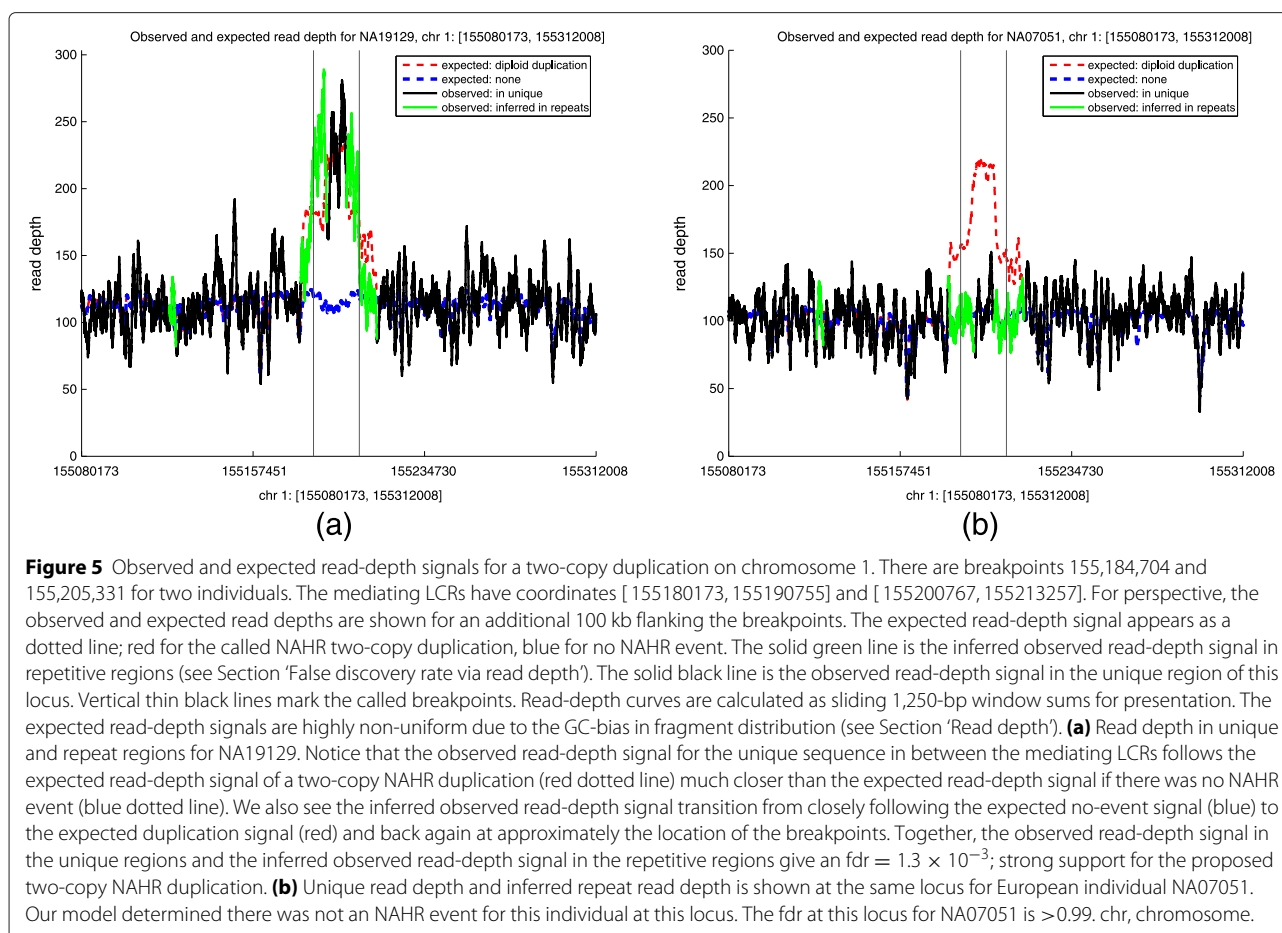 Observed and expected read depth for NA19129, chr 1: [155080173, 155312008]
300
250
200
150
100
50
0
read depth
expected: diploid duplication
expected: none
observed: in unique
observed: inferred in repeats
155080173
155157451
155234730
155312008
chr 1: [155080173, 155312008]
(a)
Observed and expected read depth for NA07051, chr 1: [155080173, 155312008]
300
250
200
150
100
50
0
read depth
expected: diploid duplication
expected: none
observed: in unique
observed: inferred in repeats
155080173
155157451
155234730
155312008
chr 1: [155080173, 155312008]
(b)
Figure 5 Observed and expected read-depth signals for a two-copy duplication on chromosome 1. There are breakpoints 155,184,704 and
155,205,331 for two individuals. The mediating LCRs have coordinates [ 155180173, 155190755] and [ 155200767, 155213257]. For perspective, the
observed and expected read depths are shown for an additional 100 kb flanking the breakpoints. The expected read-depth signal appears as a
dotted line; red for the called NAHR two-copy duplication, blue for no NAHR event. The solid green line is the inferred observed read-depth signal in
repetitive regions (see Section ‘False discovery rate via read depth’). The solid black line is the observed read-depth signal in the unique region of this
locus. Vertical thin black lines mark the called breakpoints. Read-depth curves are calculated as sliding 1,250-bp window sums for presentation. The
expected read-depth signals are highly non-uniform due to the GC-bias in fragment distribution (see Section ‘Read depth’). (a) Read depth in unique
and repeat regions for NA19129. Notice that the observed read-depth signal for the unique sequence in between the mediating LCRs follows the
expected read-depth signal of a two-copy NAHR duplication (red dotted line) much closer than the expected read-depth signal if there was no NAHR
event (blue dotted line). We also see the inferred observed read-depth signal transition from closely following the expected no-event signal (blue) to
the expected duplication signal (red) and back again at approximately the location of the breakpoints. Together, the observed read-depth signal in
the unique regions and the inferred observed read-depth signal in the repetitive regions give an fdr = 1.3 × 10⁻³; strong support for the proposed
two-copy NAHR duplication. (b) Unique read depth and inferred repeat read depth is shown at the same locus for European individual NA07051.
Our model determined there was not an NAHR event for this individual at this locus. The fdr at this locus for NA07051 is >0.99. chr, chromosome.